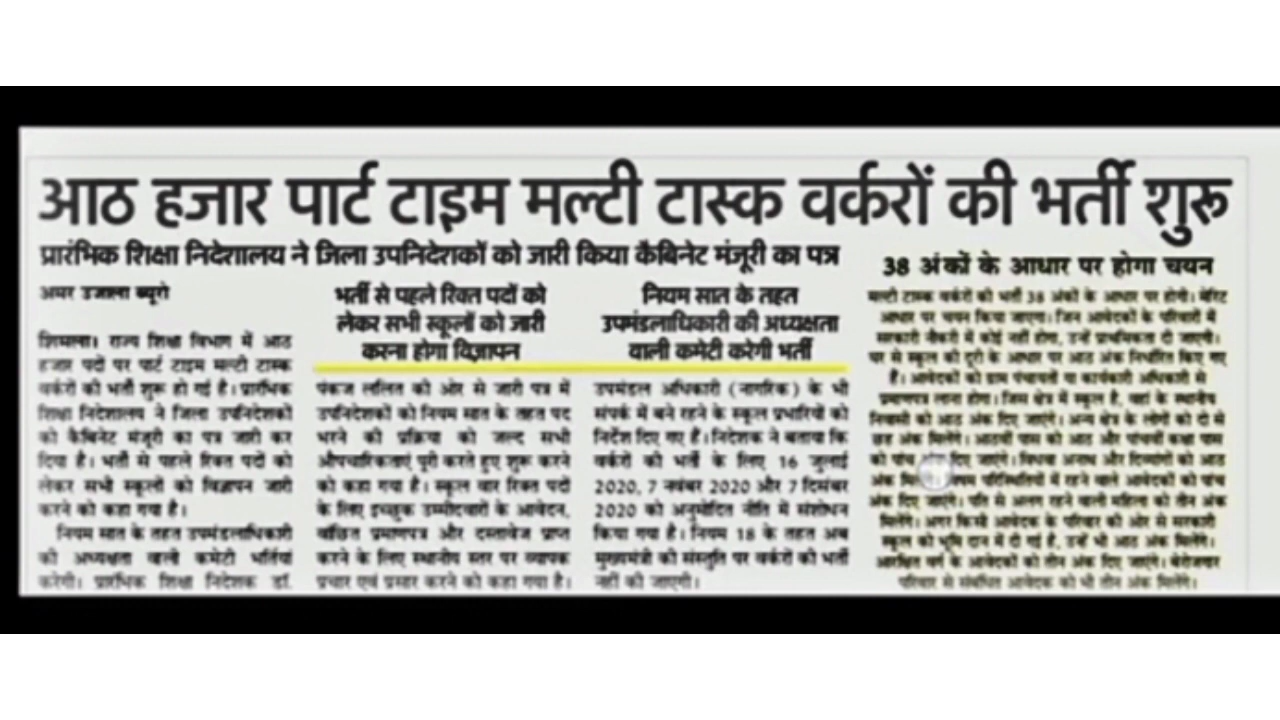 आठ हजार पार्ट टाइम मल्टी टास्क वर्करों की भर्ती शुरू
प्रारंभिक शिक्षा निदेशालय ने जिला उपनिदेशकों को जारी किया कैबिनेट मंजूरी का पत्र
अमर उजाला ब्यूरो
शिमला। राज्य शिक्षा विभाग में आठ
हजार पदों पर पार्ट टाइम मल्टी टास्क
वर्करों की भर्ती शुरू हो गई है। प्रारंभिक
शिक्षा निदेशालय ने जिला उपनिदेशकों
को कैबिनेट मंजूरी का पत्र जारी कर
दिया है। भर्ती से पहले रिक्त पदों को
लेकर सभी स्कूलों को विज्ञापन जारी
करने को कहा गया है।
नियम सात के तहत उपमंडलाधिकारी
की अध्यक्षता वाली कमेटी भर्तियां
करेगी। प्रारंभिक शिक्षा निदेशक डॉ.
भर्ती से पहले रिक्त पदों को
लेकर सभी स्कूलों को जारी
करना होगा विज्ञापन
पंकज ललित की ओर से जारी पत्र में
उपनिदेशकों को नियम सात के तहत पद
भरने की प्रक्रिया को जल्द सभी
औपचारिकताएं पूरी करते हुए शुरू करने
को कहा गया है। स्कूल वार रिक्त पदों
के लिए इच्छुक उम्मीदवारों के आवेदन,
वांछित प्रमाणपत्र और दस्तावेज प्राप्त
करने के लिए स्थानीय स्तर पर व्यापक
प्रचार एवं प्रसार करने को कहा गया है।
नियम सात के तहत
उपमंडलाधिकारी की अध्यक्षता
वाली कमेटी करेगी भर्ती
उपमंडल अधिकारी (नागरिक) के भी
संपर्क में बने रहने के स्कूल प्रभारियों को
निर्देश दिए गए हैं। निदेशक ने बताया कि
वर्करों की भर्ती के लिए 16 जुलाई
2020, 7 नवंबर 2020 और 7 दिसंबर
2020 को अनुमोदित नीति में संशोधन
किया गया है। नियम 18 के तहत अब
मुख्यमंत्री की संस्तुति पर वर्करों की भर्ती
नहीं की जाएगी।
38 अंकों के आधार पर होगा चयन
मल्टी टास्क वर्करों की भर्ती 38 अंकों के आधार पर होगी। मेरिट
आधार पर चयन किया जाएगा। जिन आवेदकों के परिवारों में
सरकारी नौकरी में कोई नहीं होगा, उन्हें प्राथमिकता दी जाएगी।
घर से स्कूल की दूरी के आधार पर आठ अंक निर्धारित किए गए
हैं। आवेदकों को ग्राम पंचायतों या कार्यकारी अधिकारी से
प्रमाणपत्र लाना होगा। जिस क्षेत्र में स्कूल है, वहां के स्थानीय
निवासी को आठ अंक दिए जाएंगे। अन्य क्षेत्र के लोगों को दो से
छह अंक मिलेंगे। आठवीं पास को आठ और पांचवीं कक्षा पास
को पांच अंक दिए जाएंगे। विधवा अनाथ और दिव्यांगों को आठ
अंक परिस्थितियों में रहने वाले आवेदकों को पांच
अंक दिए जाएंगे। पति से अलग रहने वाली महिला को तीन अंक
मिलेंगे। अगर किसी आवेदक के परिवार की ओर से सरकारी
स्कूल को भूमि दान में दी गई है, उन्हें भी आठ अंक मिलेंगे।
आरक्षित वर्ग के आवेदकों को तीन अंक दिए जाएंगे। बेरोजगार
परिवार से संबंधित आवेदक को भी तीन अंक मिलेंगे।